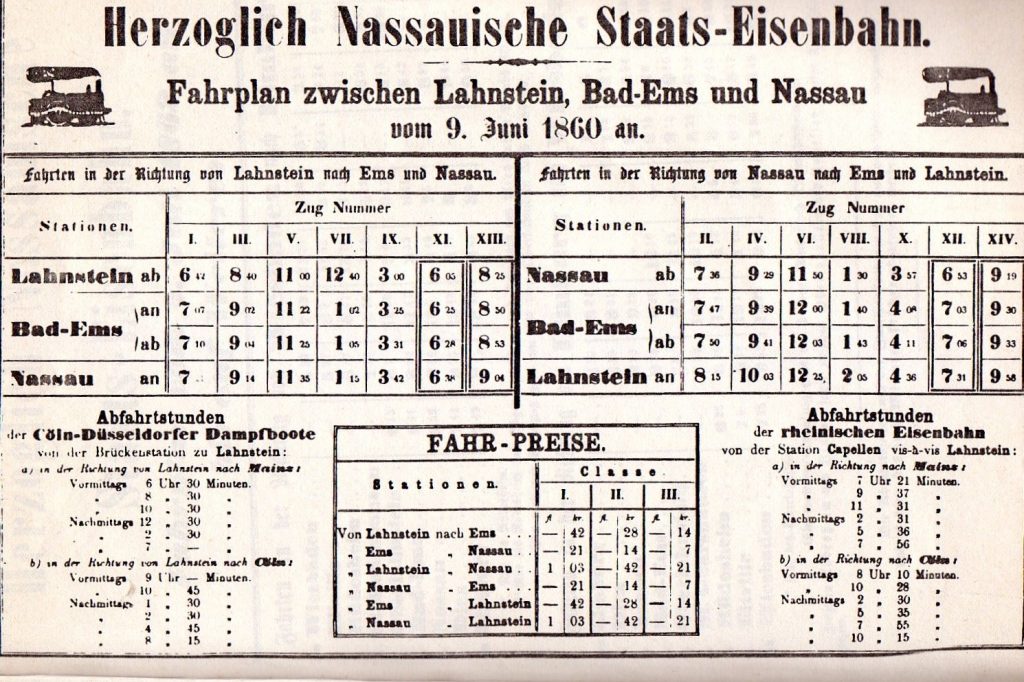 Herzoglich Nassauische Staats-Eisenbahn.
Fahrplan zwischen Lahnstein, Bad-Ems und Nassau
vom 9. Juni 1860 an.
Fahrten in der Richtung von Lahnstein nach Ems und Nassau.
Stationen. Zug Nummer
I. III. V. VII. IX. XI. XIII.
Lahnstein ab 6 42 8 40 11 00 12 40 3 00 6 05 8 25
Bad-Ems an 7 07 9 02 11 22 1 02 3 25 6 25 8 50
ab 7 10 9 04 11 25 1 05 3 31 6 28 8 53
Nassau an 7 9 14 11 35 1 15 3 42 6 38 9 04
Fahrten in der Richtung von Nassau nach Ems und Lahnstein.
Stationen. Zug Nummer
II. IV. VI. VIII. X. XII. XIV.
Nassau ab 7 36 9 29 11 50 1 30 3 57 6 53 9 19
Bad-Ems an 7 47 9 39 12 00 1 40 4 08 7 03 9 30
ab 7 50 9 41 12 03 1 43 4 11 7 06 9 33
Lahnstein an 8 15 10 03 12 25 2 05 4 36 7 31 9 58
Abfahrtstunden
der Cöln-Düsseldorfer Dampfboote
von der Brückenstation zu Lahnstein:
a) in der Richtung von Lahnstein nach Mainz:
Vormittags 6 Uhr 30 Minuten.
„ 8 „ 30 „
„ 10 „ 30 „
Nachmittags 12 „ 30 „
„ 2 „ 30 „
„ 7 „ — „
b) in der Richtung von Lahnstein nach Cöln:
Vormittags 9 Uhr — Minuten.
„ 10 „ 45 „
Nachmittags 1 „ 30 „
„ 2 „ 30 „
„ 4 „ 45 „
„ 8 „ 15 „
FAHR-PREISE.
Stationen. Classe
I. II. III.
fl. kr. fl. kr. fl. kr.
Von Lahnstein nach Ems . . . — 42 — 28 — 14
„ Ems „ Nassau . . — 21 — 14 — 7
„ Lahnstein „ Nassau . . 1 03 — 42 — 21
„ Nassau „ Ems . . . — 21 — 14 — 7
„ Ems „ Lahnstein — 42 — 28 — 14
„ Nassau „ Lahnstein 1 03 — 42 — 21
Abfahrtstunden
der rheinischen Eisenbahn
von der Station Capellen vis-à-vis Lahnstein:
a) in der Richtung nach Mainz:
Vormittags 7 Uhr 21 Minuten.
„ 9 „ 37 „
„ 11 „ 31 „
Nachmittags 2 „ 31 „
„ 5 „ 36 „
„ 7 „ 56 „
b) in der Richtung nach Cöln:
Vormittags 8 Uhr 10 Minuten.
„ 10 „ 28 „
Nachmittags 2 „ 30 „
„ 5 „ 35 „
„ 7 „ 55 „
„ 10 „ 15 „